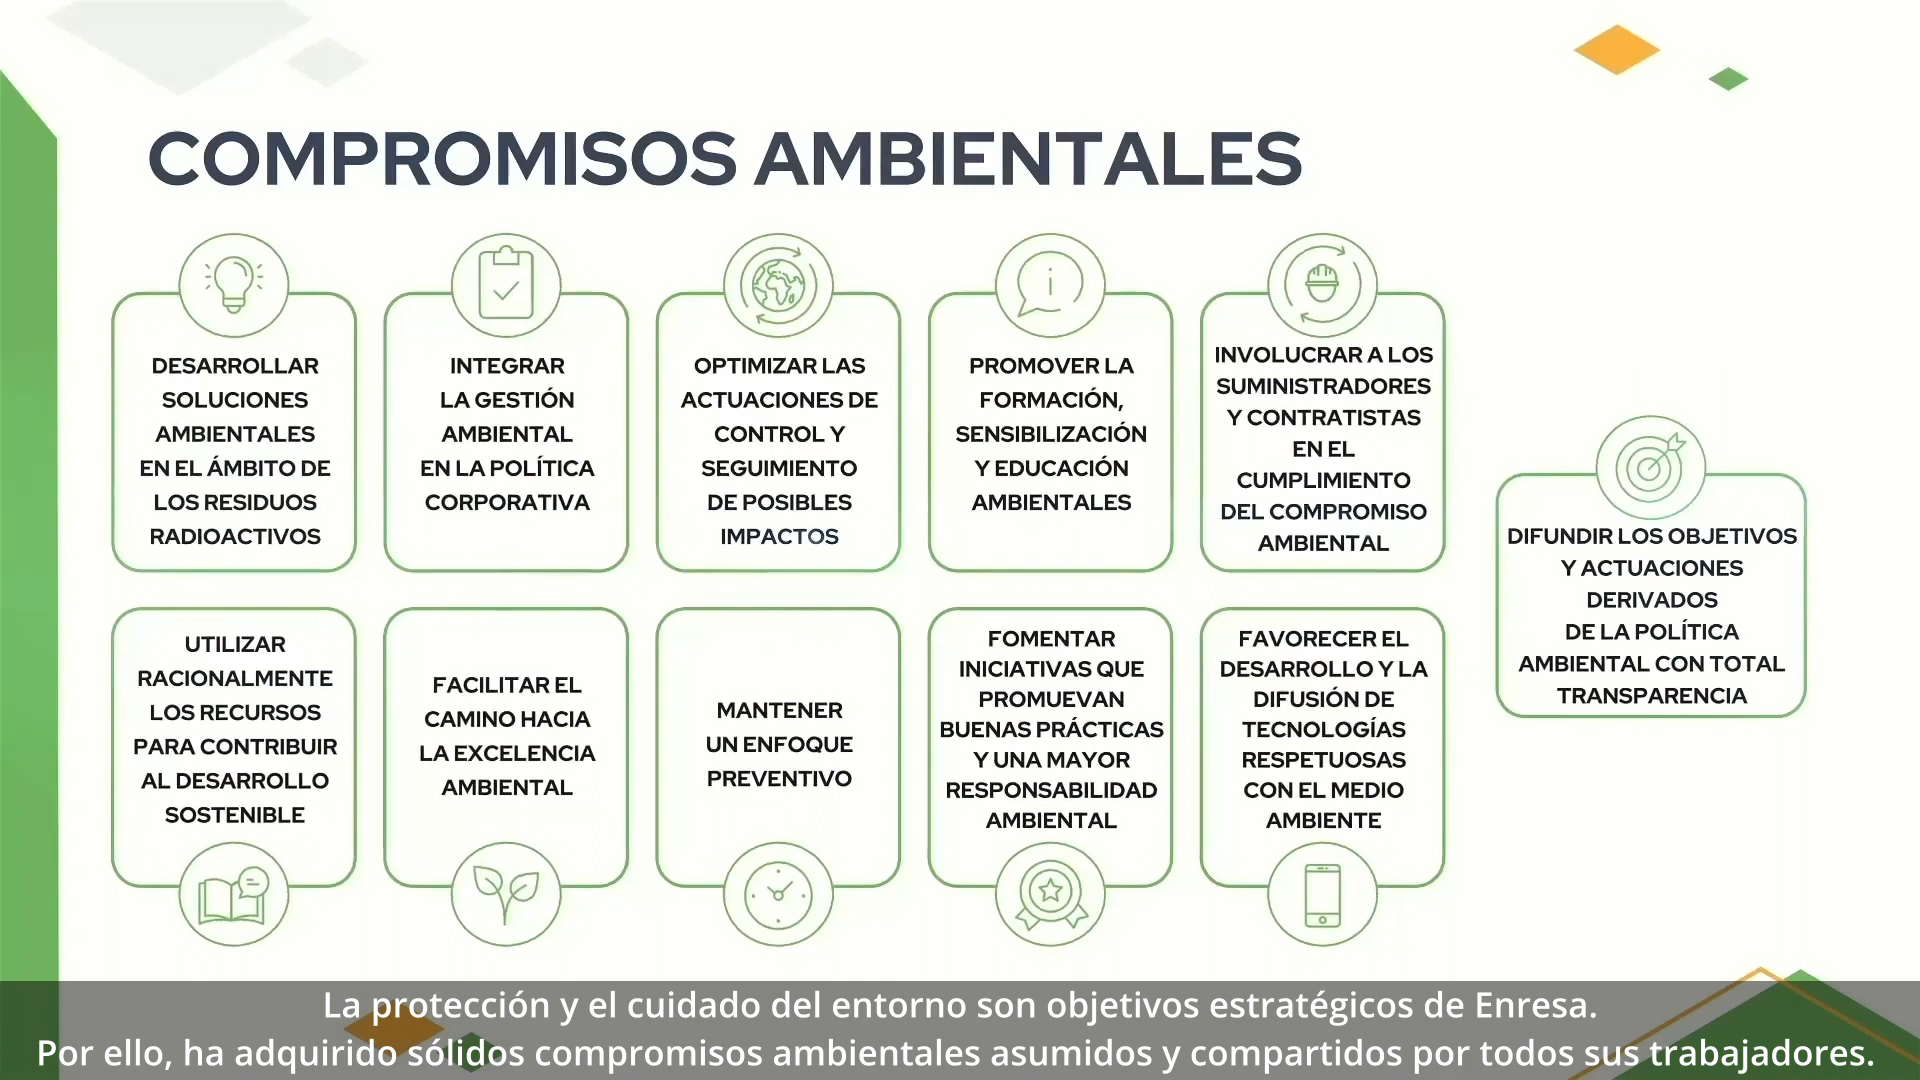 COMPROMISOS AMBIENTALES
DESARROLLAR
SOLUCIONES
AMBIENTALES
EN EL ÁMBITO DE
LOS RESIDUOS
RADIOACTIVOS
INTEGRAR
LA GESTIÓN
AMBIENTAL
EN LA POLÍTICA
CORPORATIVA
OPTIMIZAR LAS
ACTUACIONES DE
CONTROL Y
SEGUIMIENTO
DE POSIBLES
IMPACTOS
PROMOVER LA
FORMACIÓN,
SENSIBILIZACIÓN
Y EDUCACIÓN
AMBIENTALES
INVOLUCRAR A LOS
SUMINISTRADORES
Y CONTRATISTAS
EN EL
CUMPLIMIENTO
DEL COMPROMISO
AMBIENTAL
UTILIZAR
RACIONALMENTE
LOS RECURSOS
PARA CONTRIBUIR
AL DESARROLLO
SOSTENIBLE
FACILITAR EL
CAMINO HACIA
LA EXCELENCIA
AMBIENTAL
MANTENER
UN ENFOQUE
PREVENTIVO
FOMENTAR
INICIATIVAS QUE
PROMUEVAN
BUENAS PRÁCTICAS
Y UNA MAYOR
RESPONSABILIDAD
AMBIENTAL
FAVORECER EL
DESARROLLO Y LA
DIFUSIÓN DE
TECNOLOGÍAS
RESPETUOSAS
CON EL MEDIO
AMBIENTE
DIFUNDIR LOS OBJETIVOS
Y ACTUACIONES
DERIVADOS
DE LA POLÍTICA
AMBIENTAL CON TOTAL
TRANSPARENCIA
La protección y el cuidado del entorno son objetivos estratégicos de Enresa.
Por ello, ha adquirido sólidos compromisos ambientales asumidos y compartidos por todos sus trabajadores.